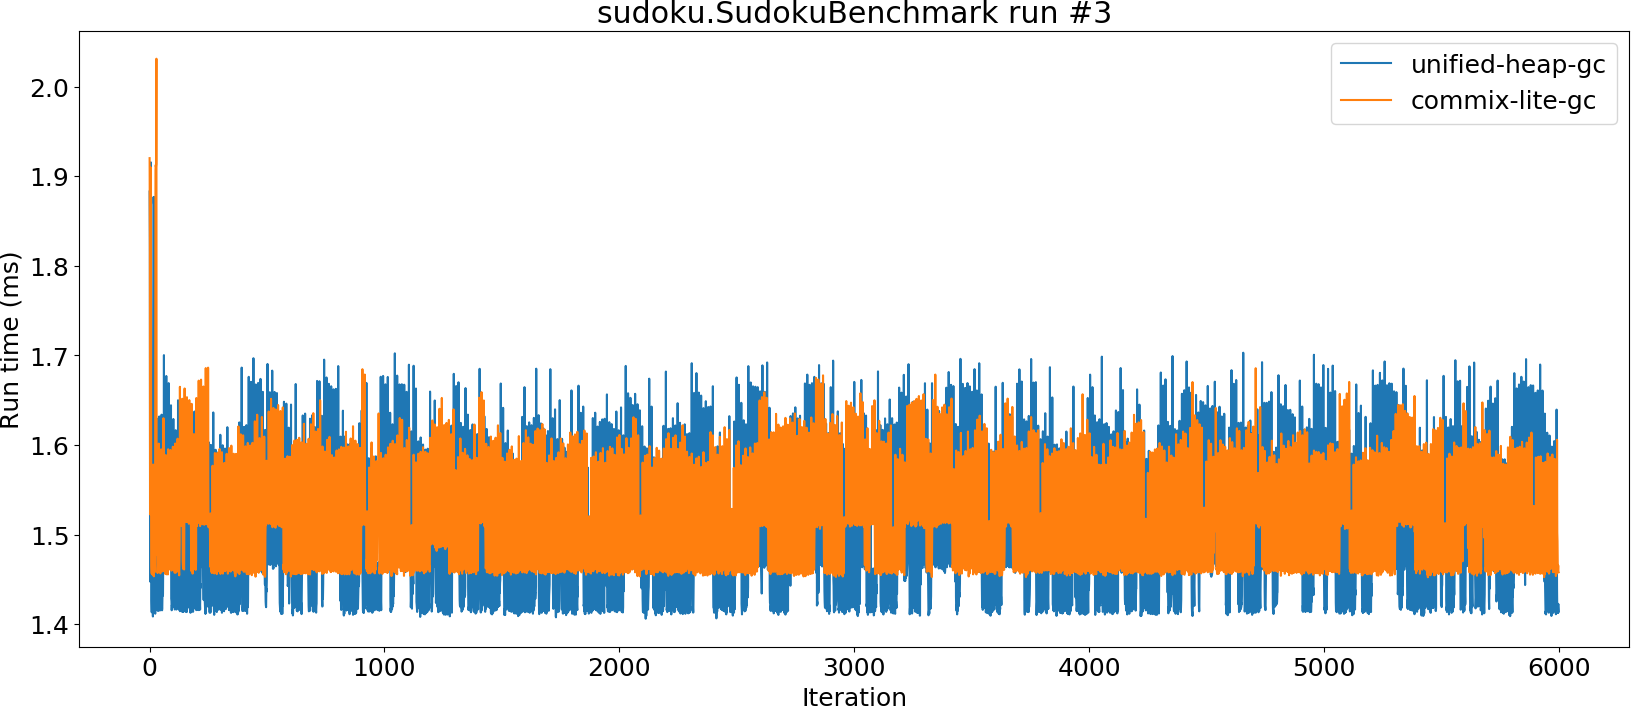 sudoku.SudokuBenchmark run #3
unified-heap-gc
commix-lite-gc
Run time (ms)
2.0
1.9
1.8
1.7
1.6
1.5
1.4
0 1000 2000 3000 4000 5000 6000
Iteration